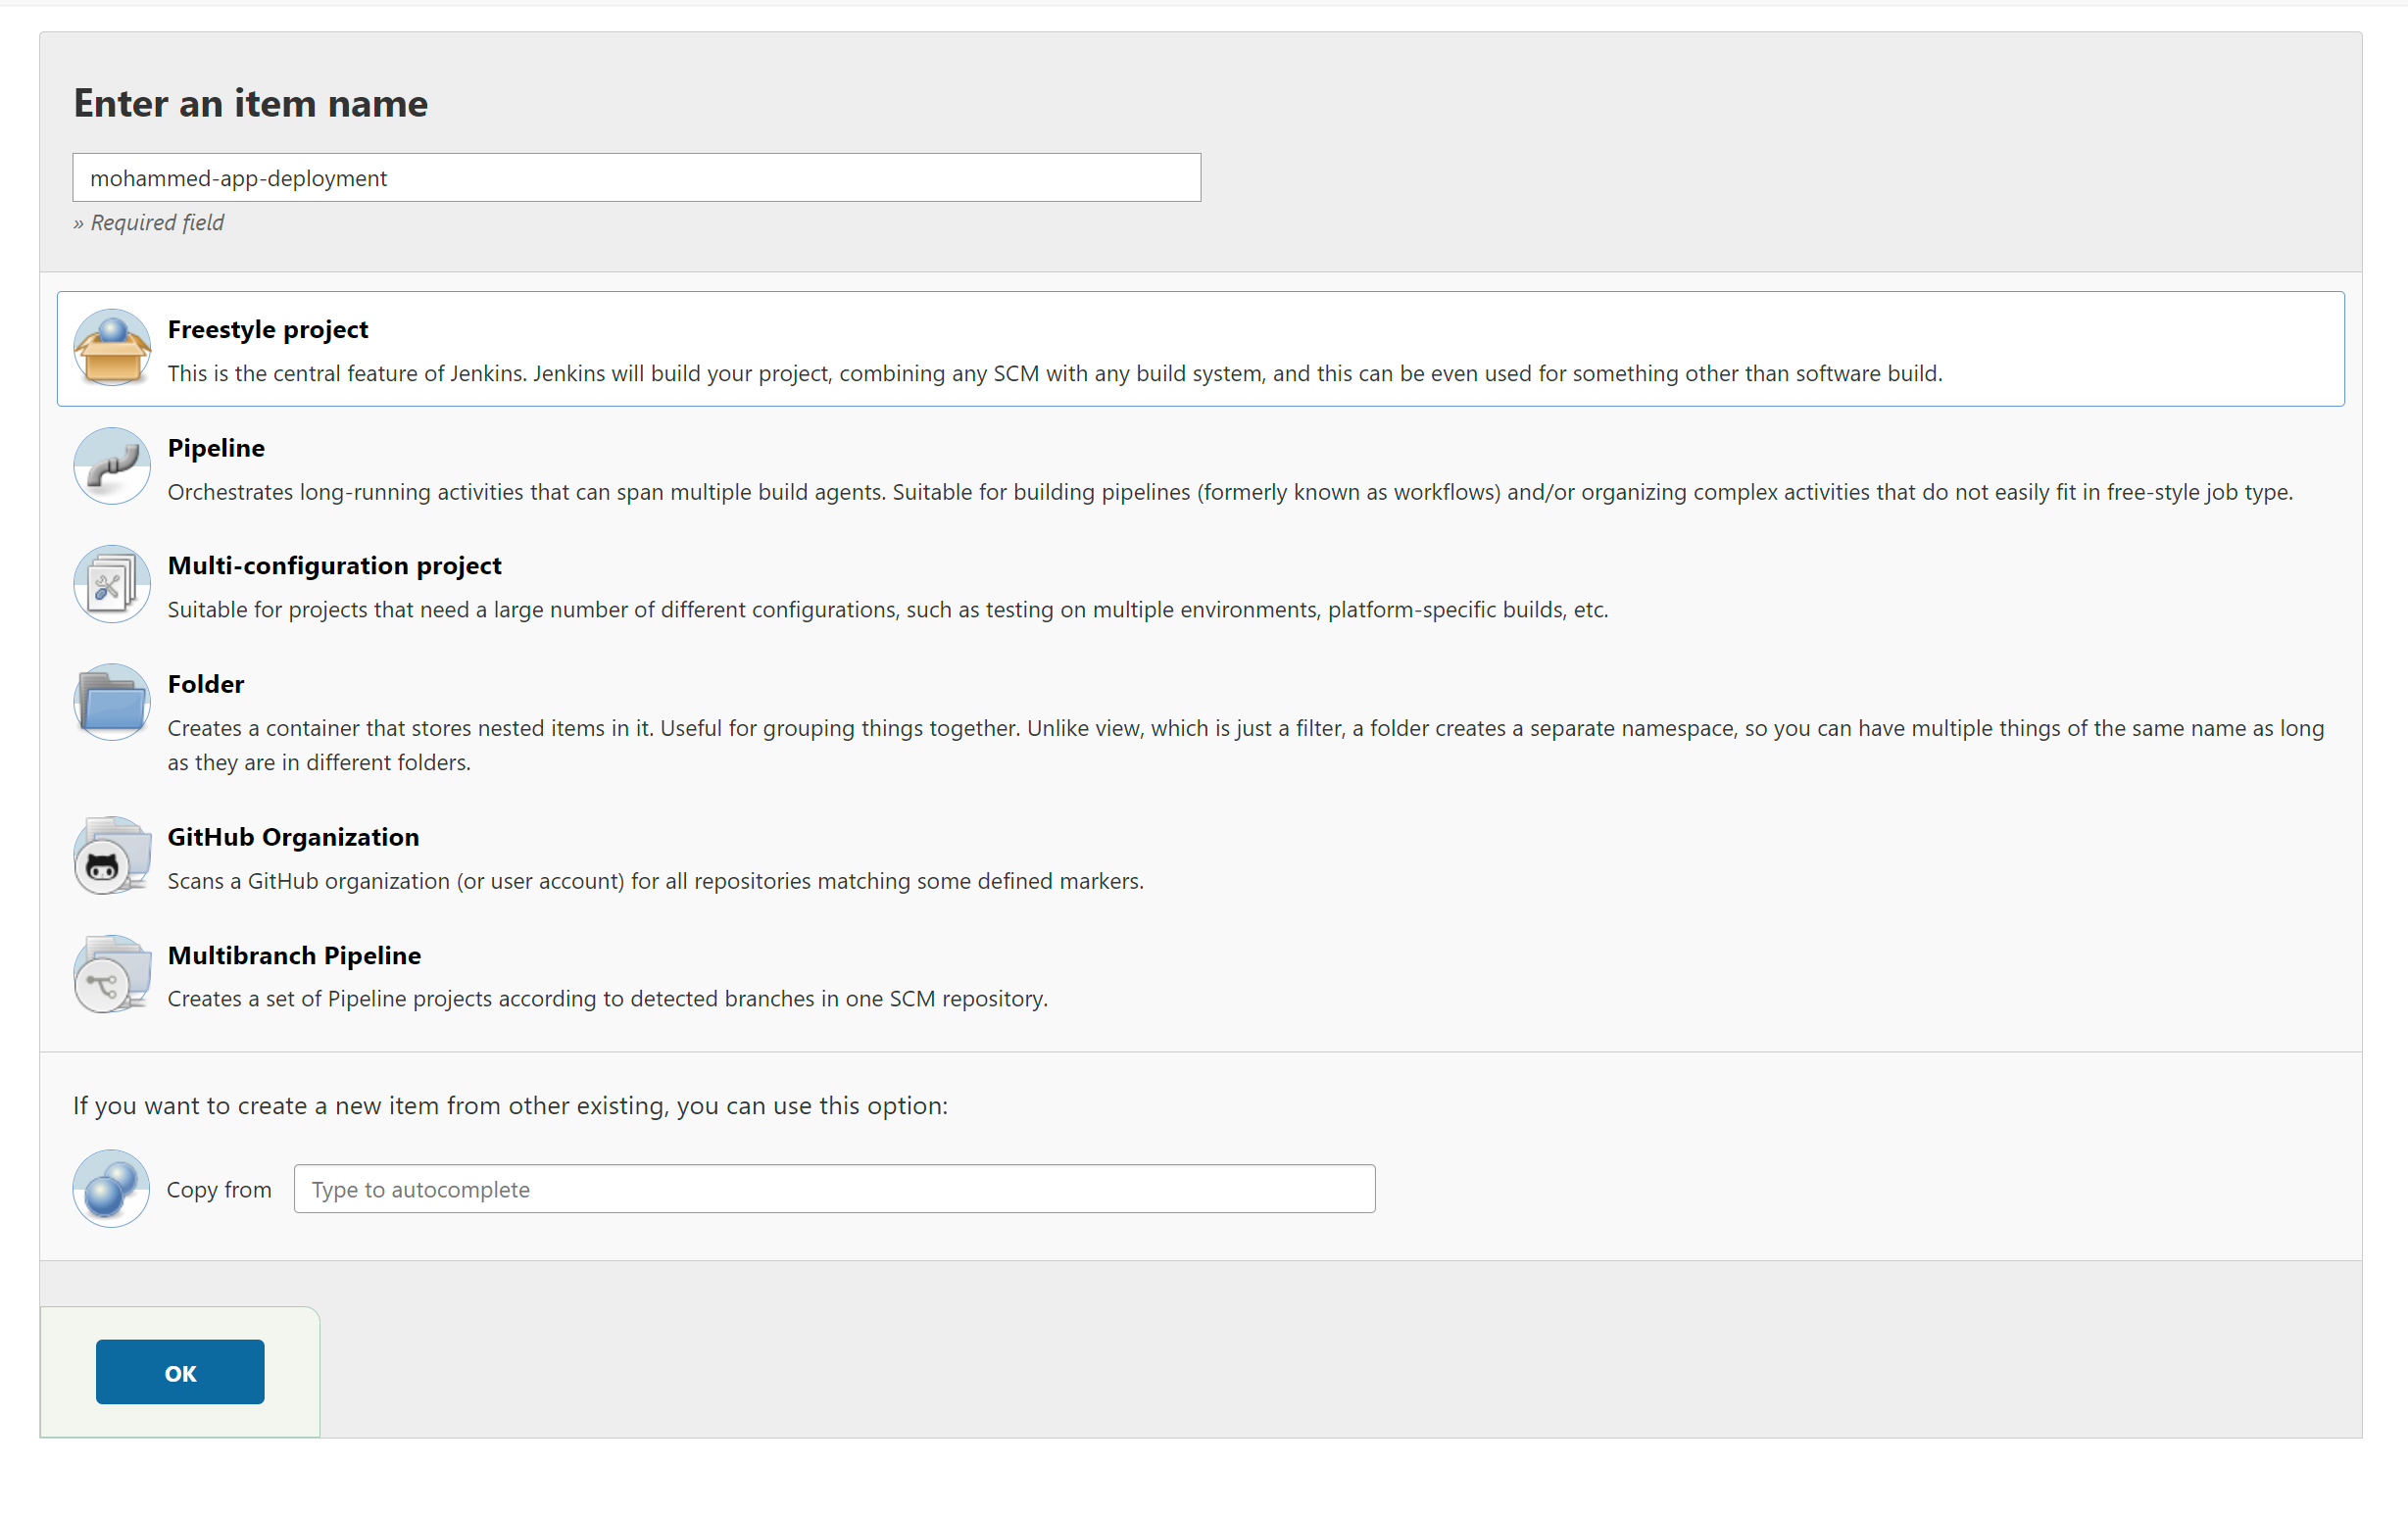 Enter an item name
mohammed-app-deployment
» Required field
Freestyle project
This is the central feature of Jenkins. Jenkins will build your project, combining any SCM with any build system, and this can be even used for something other than software build.
Pipeline
Orchestrates long-running activities that can span multiple build agents. Suitable for building pipelines (formerly known as workflows) and/or organizing complex activities that do not easily fit in free-style job type.
Multi-configuration project
Suitable for projects that need a large number of different configurations, such as testing on multiple environments, platform-specific builds, etc.
Folder
Creates a container that stores nested items in it. Useful for grouping things together. Unlike view, which is just a filter, a folder creates a separate namespace, so you can have multiple things of the same name as long
as they are in different folders.
GitHub Organization
Scans a GitHub organization (or user account) for all repositories matching some defined markers.
Multibranch Pipeline
Creates a set of Pipeline projects according to detected branches in one SCM repository.
If you want to create a new item from other existing, you can use this option:
Copy from
Type to autocomplete
OK